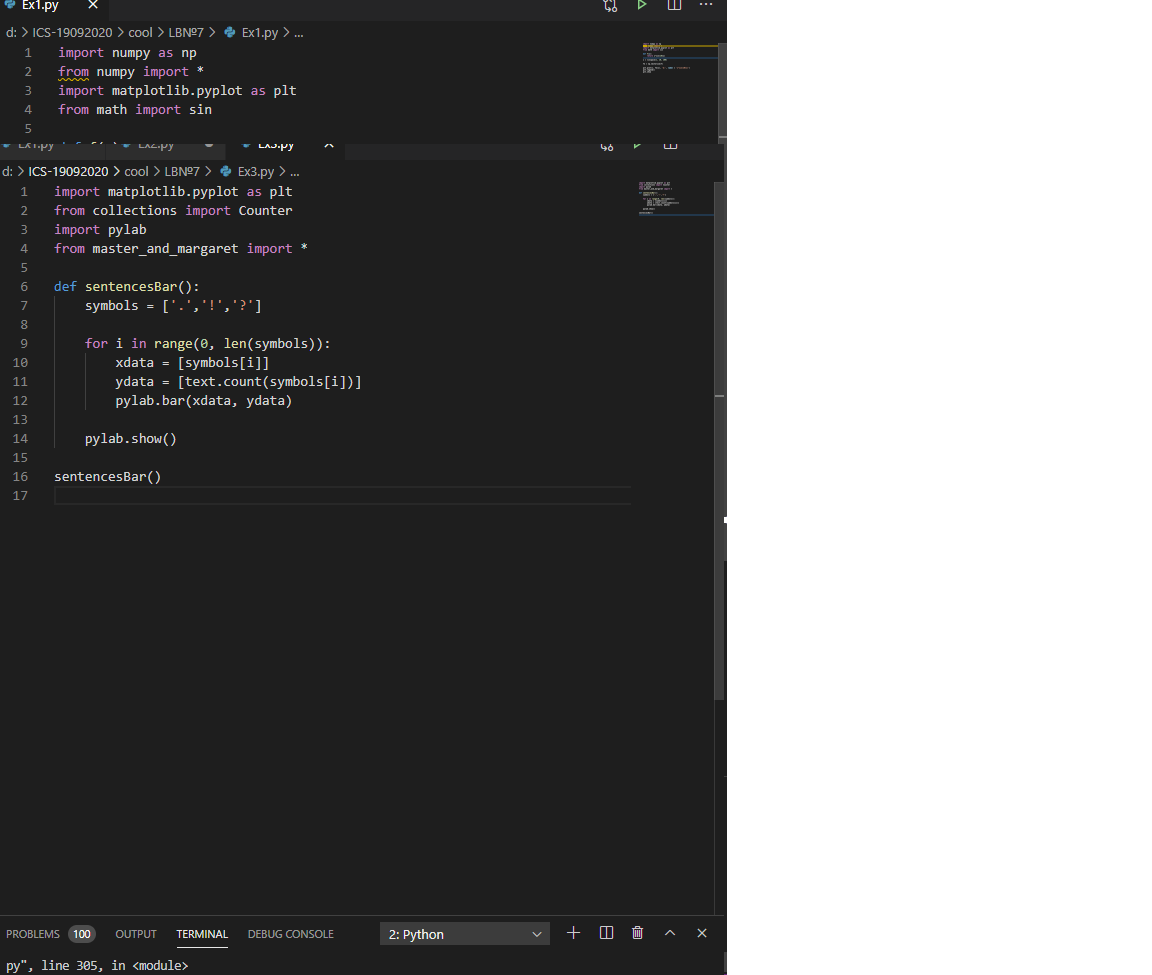 Ex1.py
d: > ICS-19092020 > cool > LBNº7 > Ex1.py > ...
1 import numpy as np
2 from numpy import *
3 import matplotlib.pyplot as plt
4 from math import sin
5
Ex1.py Ex2.py Ex3.py
d: > ICS-19092020 > cool > LBNº7 > Ex3.py > ...
1 import matplotlib.pyplot as plt
2 from collections import Counter
3 import pylab
4 from master_and_margaret import *
5
6 def sentencesBar():
7 symbols = ['.','!','?']
8
9 for i in range(0, len(symbols)):
10 xdata = [symbols[i]]
11 ydata = [text.count(symbols[i])]
12 pylab.bar(xdata, ydata)
13
14 pylab.show()
15
16 sentencesBar()
17
PROBLEMS 100 OUTPUT TERMINAL DEBUG CONSOLE 2: Python
py", line 305, in <module>